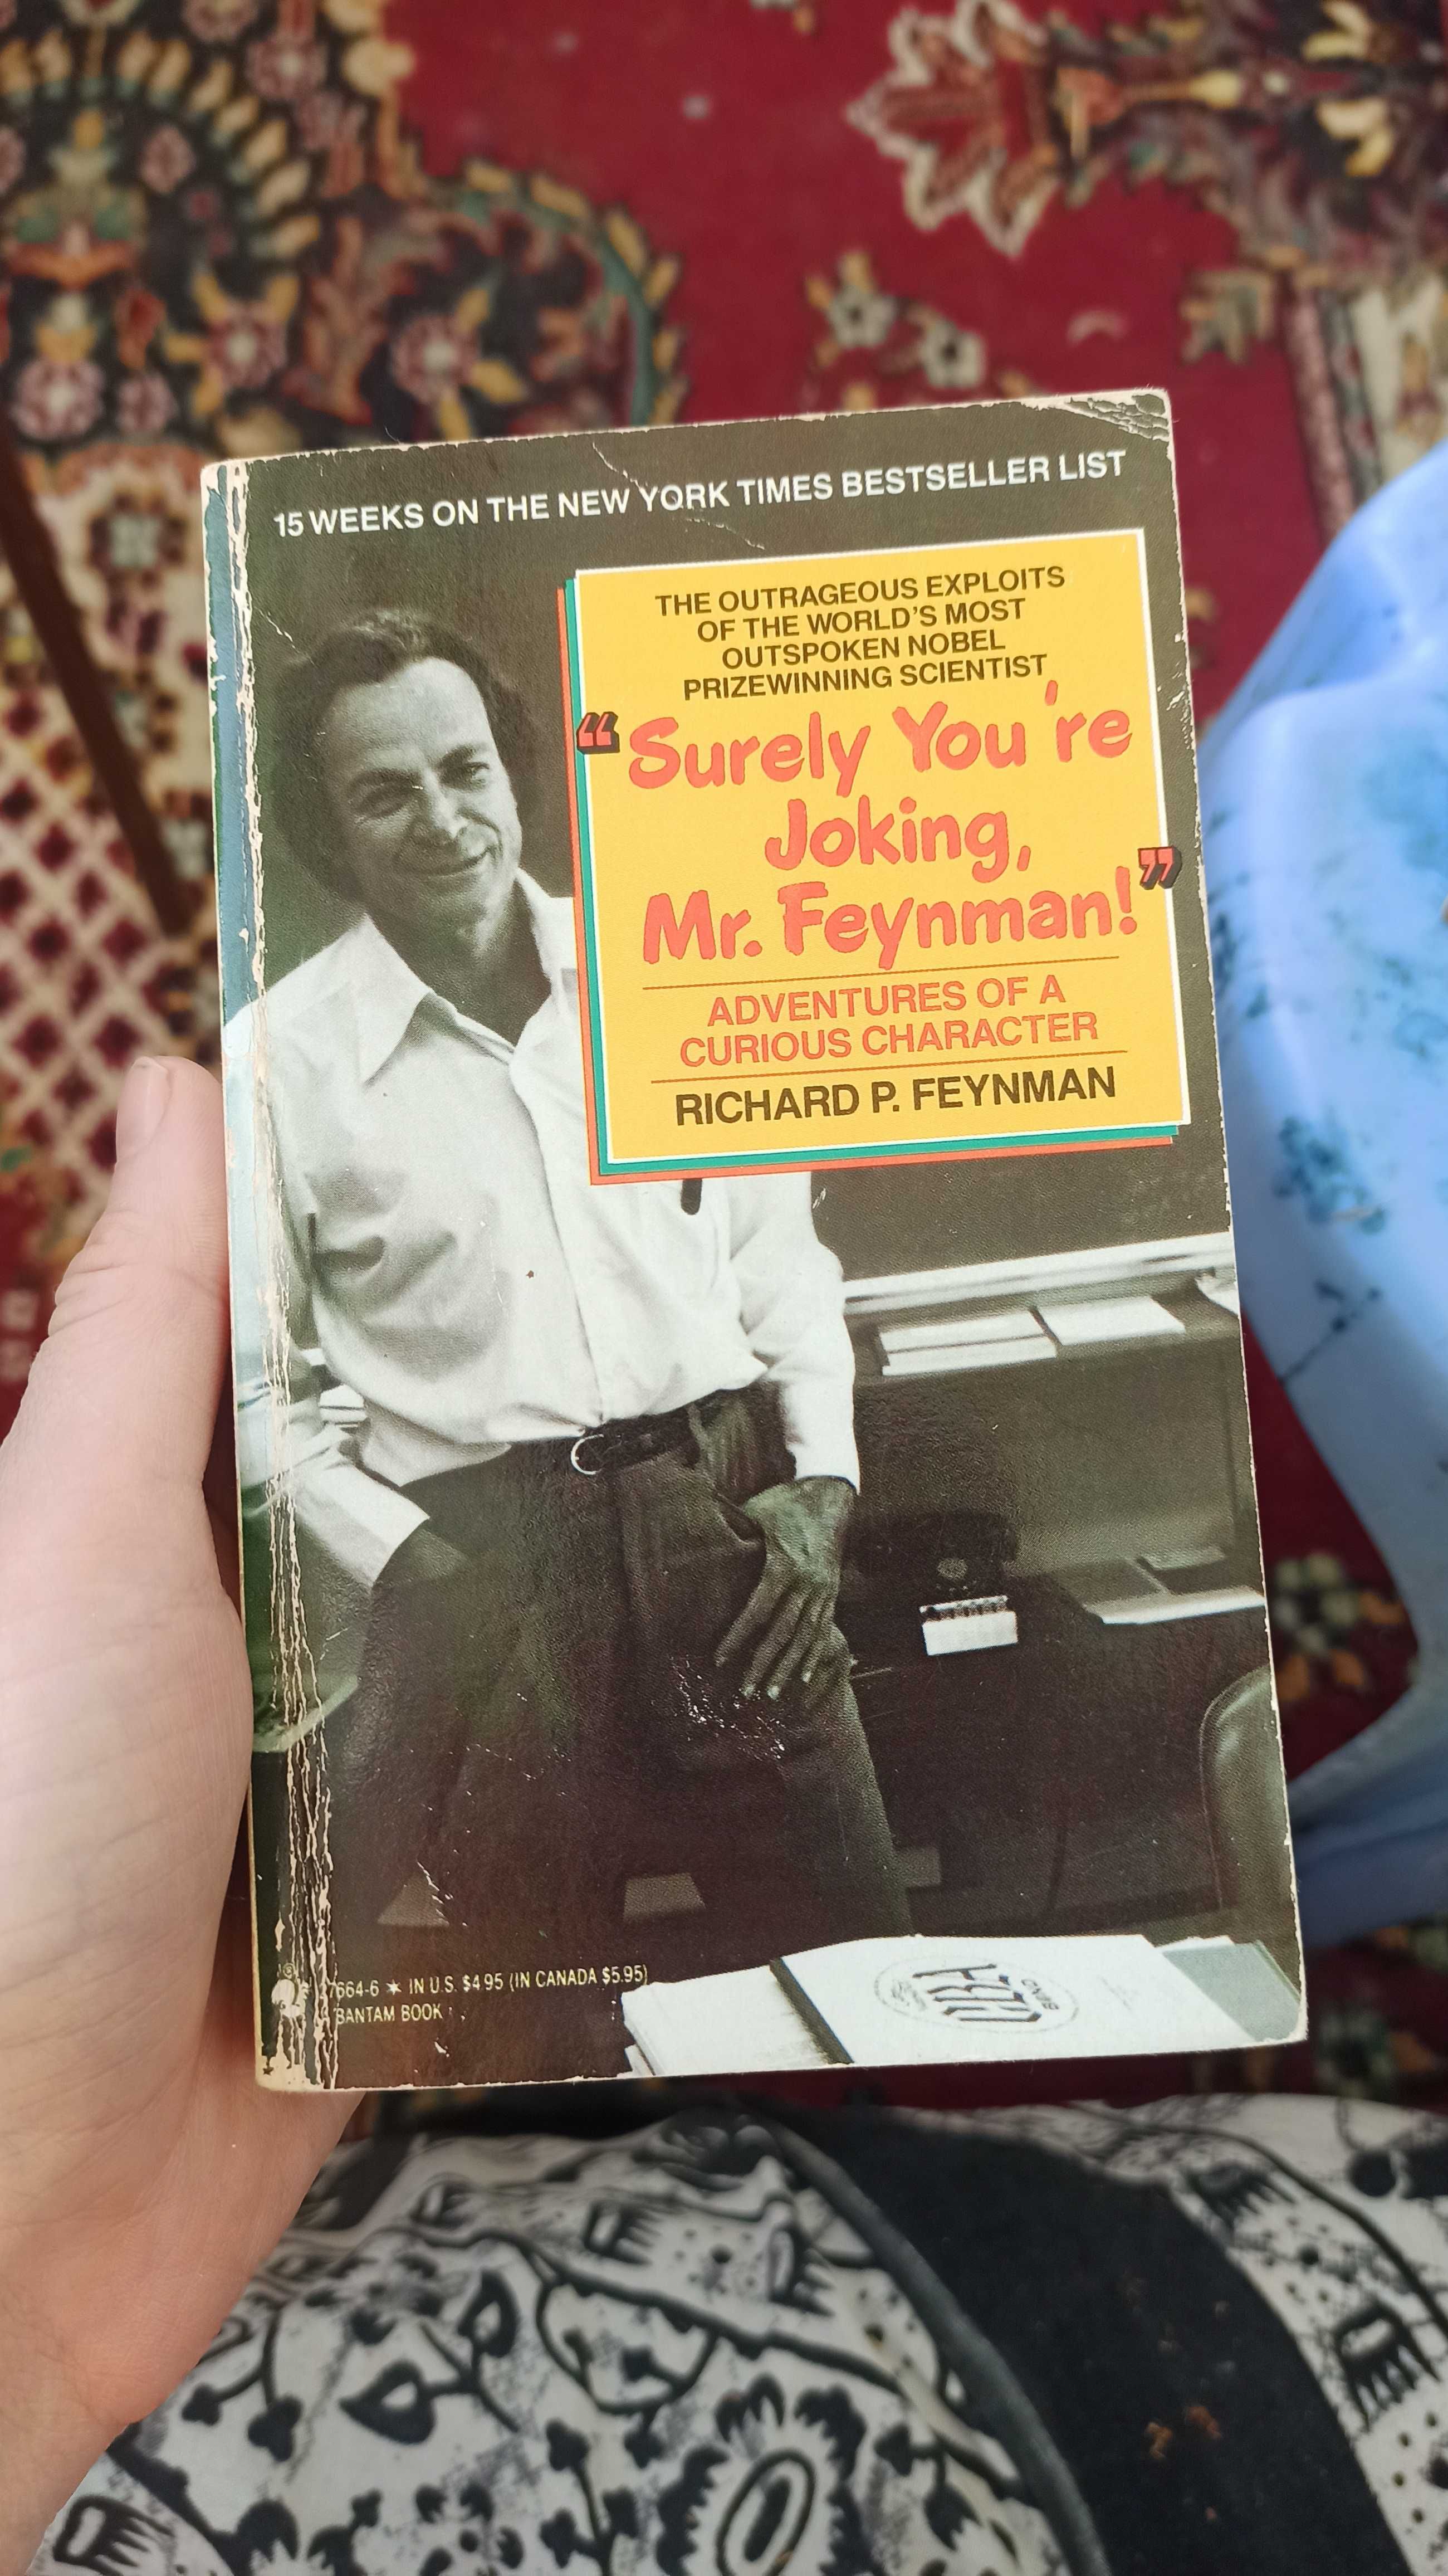 15 WEEKS ON THE NEW YORK TIMES BESTSELLER LIST
THE OUTRAGEOUS EXPLOITS
OF THE WORLD'S MOST
OUTSPOKEN NOBEL
PRIZEWINNING SCIENTIST
“Surely You're
Joking,
Mr. Feynman!”
ADVENTURES OF A
CURIOUS CHARACTER
RICHARD P. FEYNMAN
7664-6 ★ IN U.S. $4.95 (IN CANADA $5.95)
BANTAM BOOK